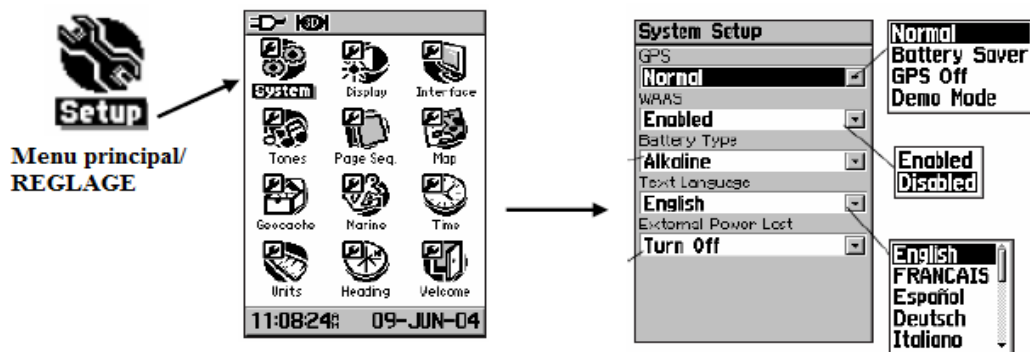 Setup
Menu principal/
REGLAGE
System Display Interface
Tones Page Seq. Map
Geocache Marine Time
Units Heading Welcome
11:08:24 09-JUN-04
System Setup
GPS
Normal
WAAS
Enabled
Battery Type
Alkaline
Text Language
English
External Power Lost
Turn Off
Normal
Battery Saver
GPS Off
Demo Mode
Enabled
Disabled
English
FRANCAIS
Español
Deutsch
Italiano